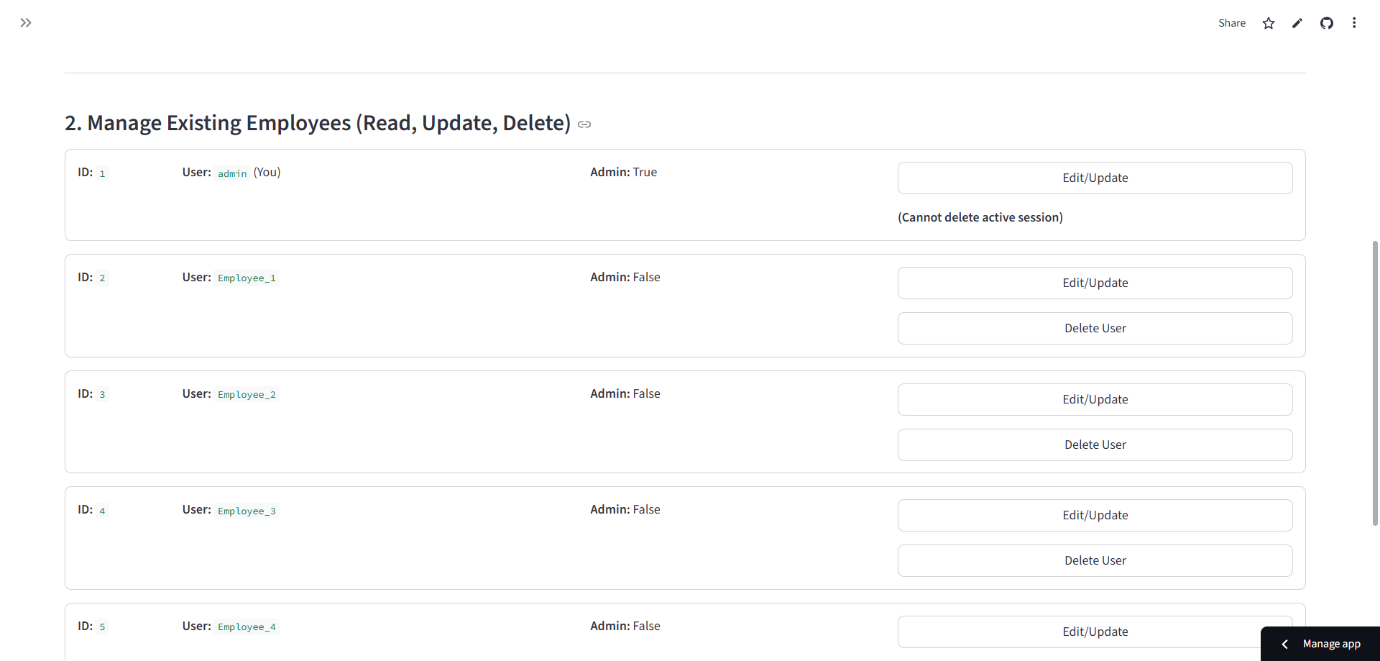 Share
2. Manage Existing Employees (Read, Update, Delete)
ID: 1 User: admin (You) Admin: True Edit/Update
(Cannot delete active session)
ID: 2 User: Employee_1 Admin: False Edit/Update
Delete User
ID: 3 User: Employee_2 Admin: False Edit/Update
Delete User
ID: 4 User: Employee_3 Admin: False Edit/Update
Delete User
ID: 5 User: Employee_4 Admin: False Edit/Update
Manage app